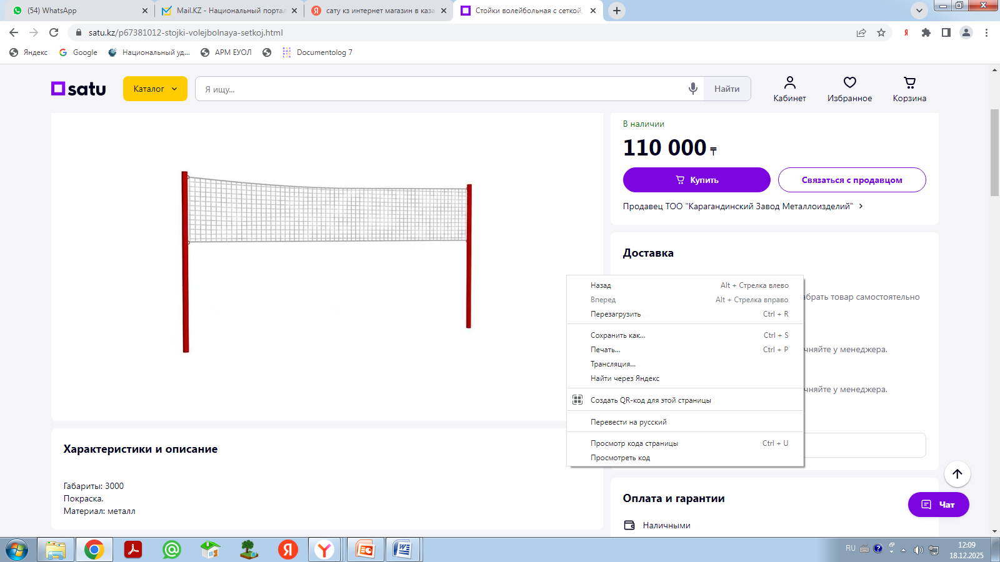 (54) WhatsApp
Mail.KZ - Национальный портал
сату кз интернет магазин в каза
Стойки волейбольная с сеткой,
satu.kz/p67381012-stojki-volejbolnaya-setkoj.html
Яндекс
Google
Национальный уд...
АРМ ЕУОЛ
Documentolog 7
satu
Каталог
Я ищу...
Найти
Кабинет
Избранное
Корзина
В наличии
110 000 ₸
Купить
Связаться с продавцом
Продавец ТОО "Карагандинский Завод Металлоизделий"
Доставка
абрать товар самостоятельно
чняйте у менеджера.
чняйте у менеджера.
Назад Alt + Стрелка влево
Вперед Alt + Стрелка вправо
Перезагрузить Ctrl + R
Сохранить как... Ctrl + S
Печать... Ctrl + P
Трансляция...
Найти через Яндекс
Создать QR-код для этой страницы
Перевести на русский
Просмотр кода страницы Ctrl + U
Просмотреть код
Характеристики и описание
Габариты: 3000
Покраска.
Материал: металл
Оплата и гарантии
Наличными
Чат
RU
12:09
18.12.2025